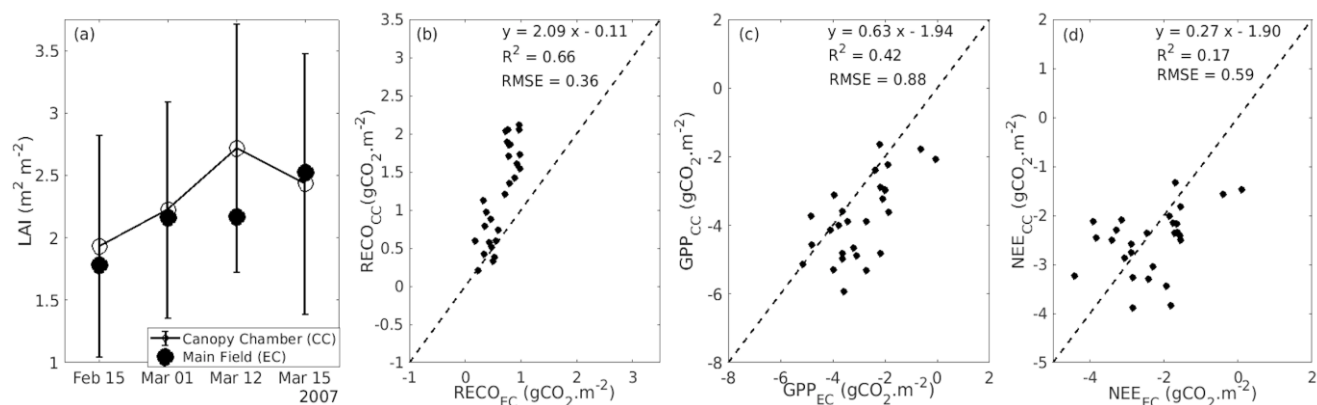 (a)
LAI (m² m⁻²)
3.5
3
2.5
2
1.5
1
Canopy Chamber (CC)
Main Field (EC)
Feb 15
Mar 01
Mar 12
Mar 15
2007
(b)
y = 2.09 x - 0.11
R² = 0.66
RMSE = 0.36
RECO_CC(gCO₂.m⁻²)
3.5
3
2.5
2
1.5
1
0.5
0
-0.5
-1
-1
0
1
2
3
RECO_EC (gCO₂.m⁻²)
(c)
y = 0.63 x - 1.94
R² = 0.42
RMSE = 0.88
GPP_CC (gCO₂.m⁻²)
2
0
-2
-4
-6
-8
-8
-6
-4
-2
0
2
GPP_EC (gCO₂.m⁻²)
(d)
y = 0.27 x - 1.90
R² = 0.17
RMSE = 0.59
NEE_CC (gCO₂.m⁻²)
2
1
0
-1
-2
-3
-4
-5
-4
-2
0
2
NEE_EC (gCO₂.m⁻²)